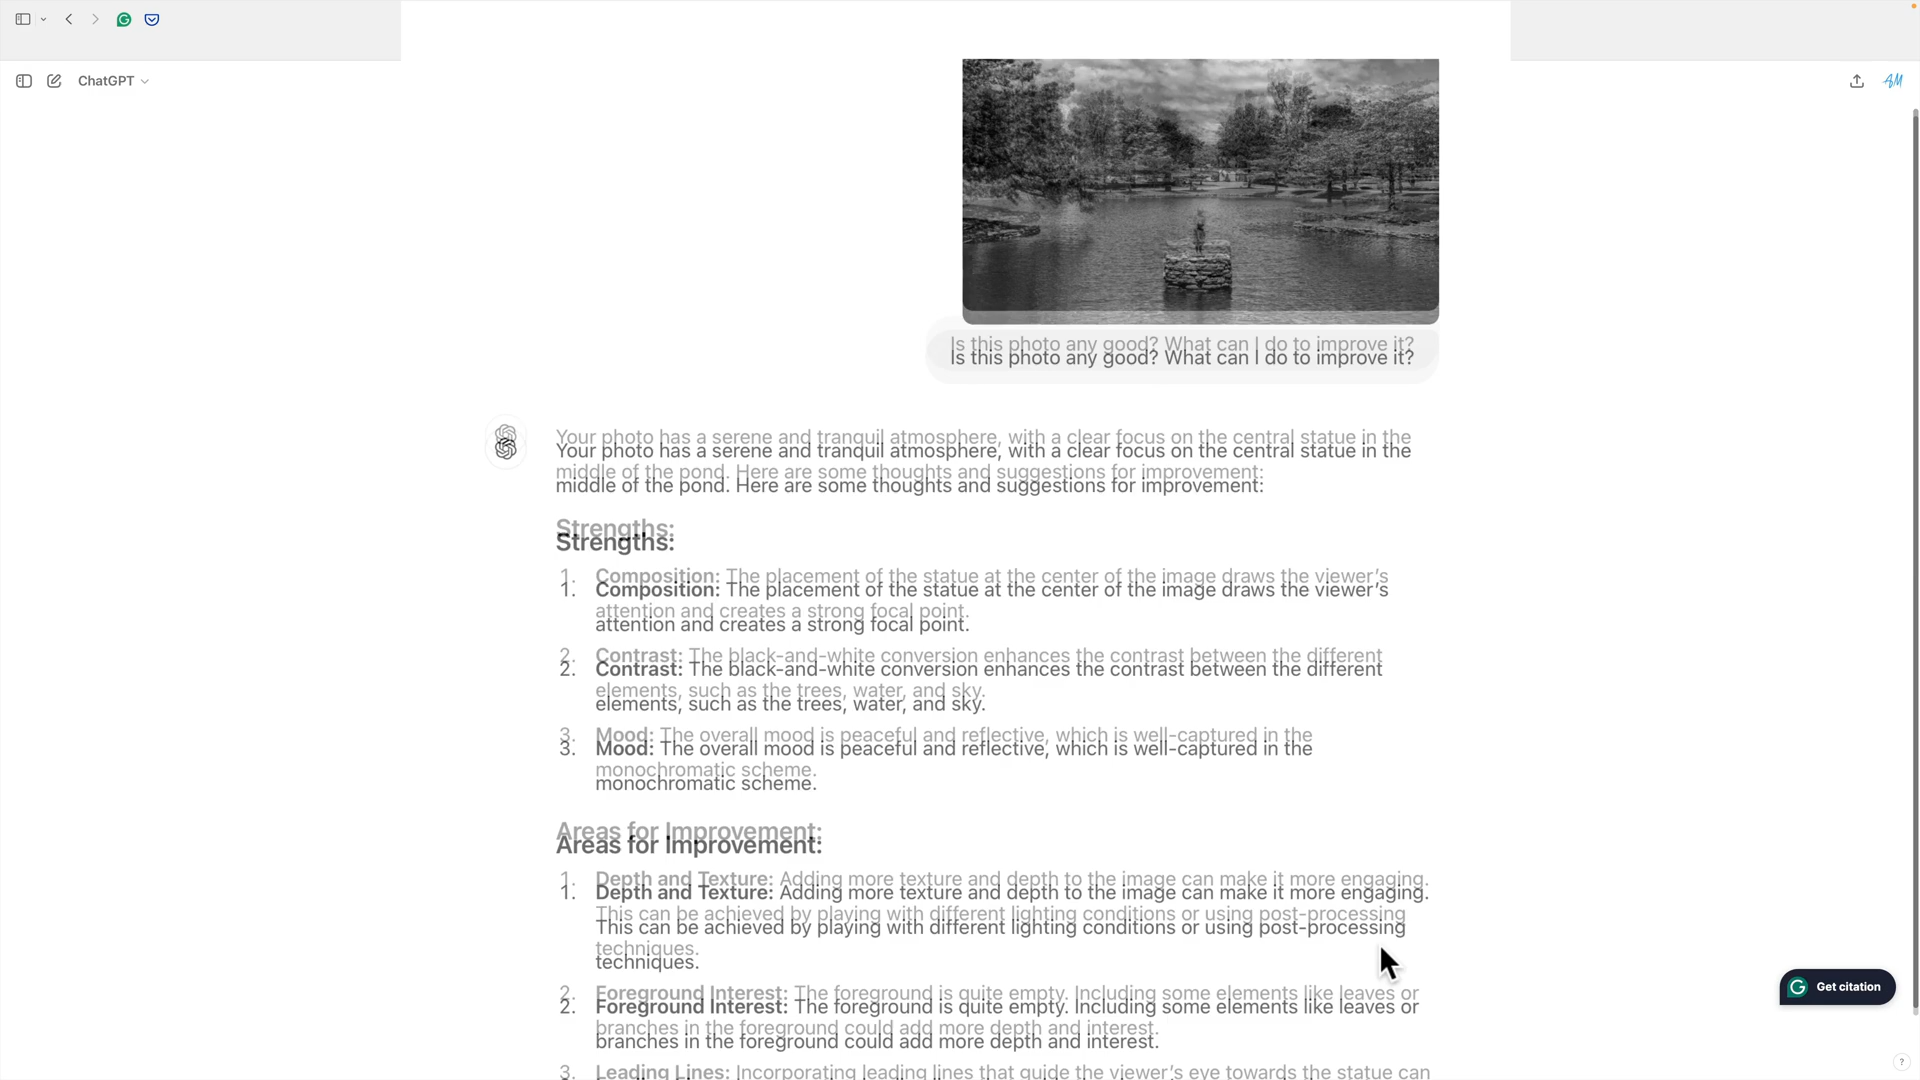 ChatGPT
AM
Is this photo any good? What can I do to improve it?
Your photo has a serene and tranquil atmosphere, with a clear focus on the central statue in the
middle of the pond. Here are some thoughts and suggestions for improvement:
Strengths:
1. Composition: The placement of the statue at the center of the image draws the viewer’s
attention and creates a strong focal point.
2. Contrast: The black-and-white conversion enhances the contrast between the different
elements, such as the trees, water, and sky.
3. Mood: The overall mood is peaceful and reflective, which is well-captured in the
monochromatic scheme.
Areas for Improvement:
1. Depth and Texture: Adding more texture and depth to the image can make it more engaging.
This can be achieved by playing with different lighting conditions or using post-processing
techniques.
2. Foreground Interest: The foreground is quite empty. Including some elements like leaves or
branches in the foreground could add more depth and interest.
3. Leading Lines: Incorporating leading lines that guide the viewer’s eye towards the statue can
Get citation
?